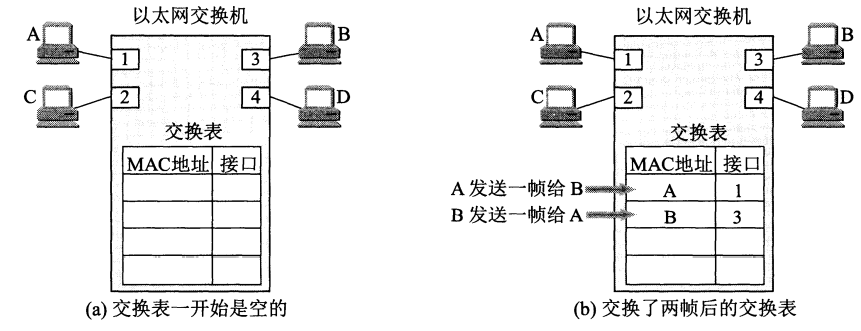 以太网交换机
A
1
3
B
C
2
4
D
交换表
MAC地址 接口
(a) 交换表一开始是空的
以太网交换机
A
1
3
B
C
2
4
D
交换表
MAC地址 接口
A 发送一帧给 B
A 1
B 发送一帧给 A
B 3
(b) 交换了两帧后的交换表